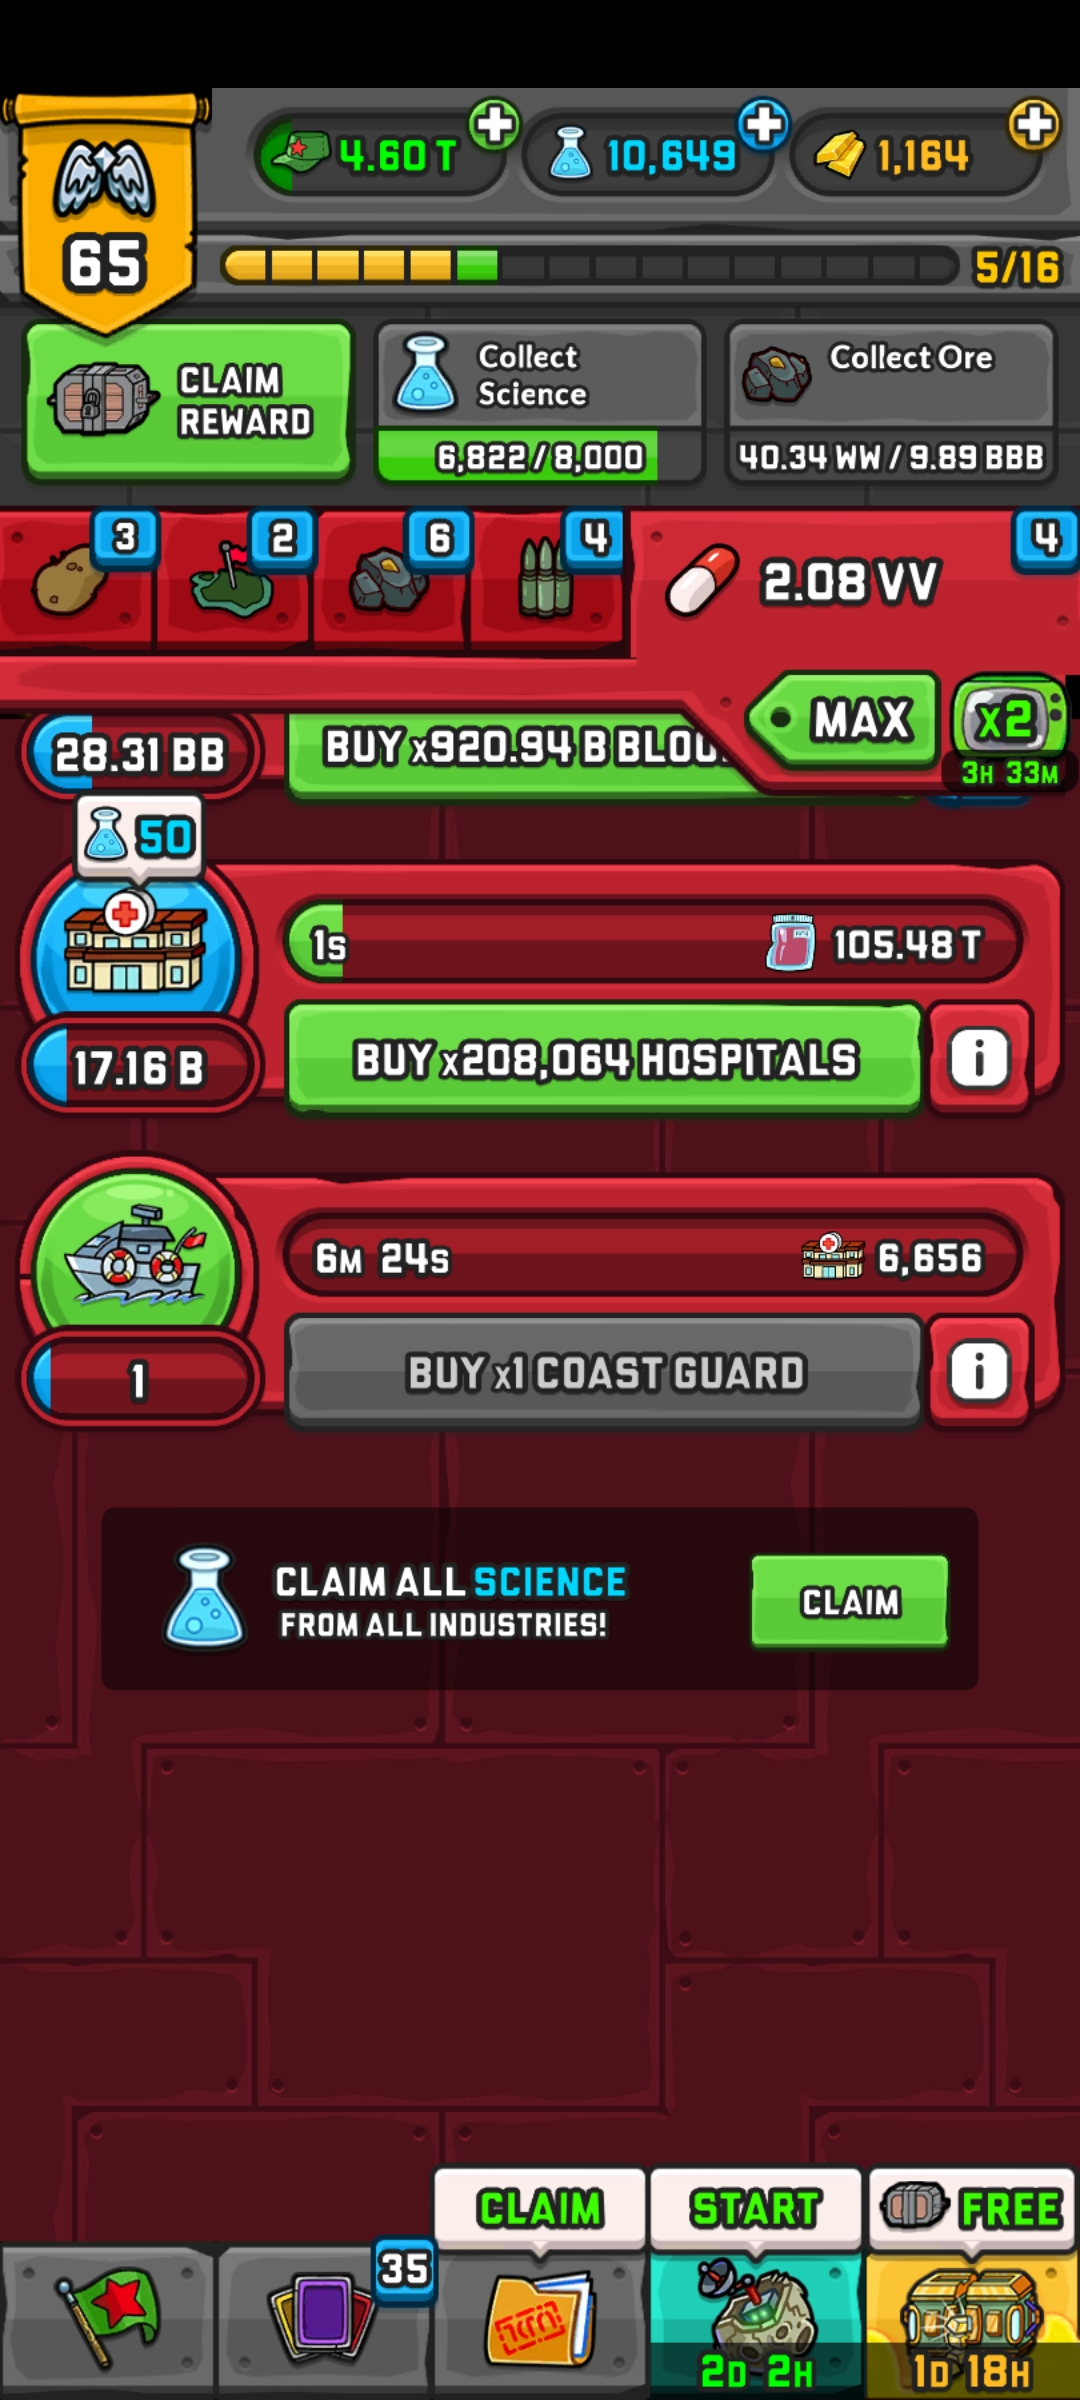 4.60 T
10,649
1,164
65
5/16
CLAIM
REWARD
Collect
Science
6,822 / 8,000
Collect Ore
40.34 WW / 9.89 BBB
3
2
6
4
2.08 VV
4
MAX
x2
3H 33M
28.31 BB
BUY x920.94 B BLOO
50
1s
105.48 T
17.16 B
BUY x208,064 HOSPITALS
i
6M 24s
6,656
1
BUY x1 COAST GUARD
i
CLAIM ALL SCIENCE
FROM ALL INDUSTRIES!
CLAIM
CLAIM
START
FREE
35
2D 2H
1D 18H